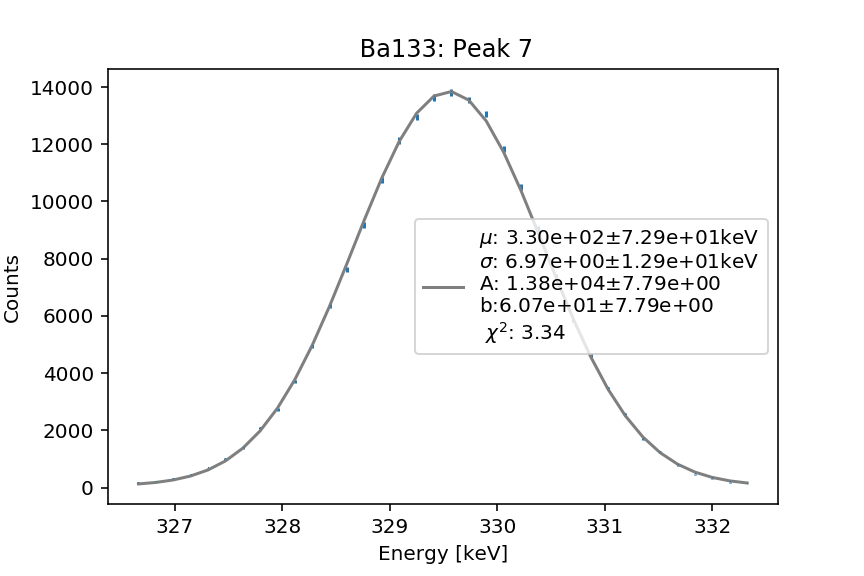 Ba133: Peak 7
14000
12000
10000
8000
6000
4000
2000
0
Counts
μ: 3.30e+02±7.29e+01keV
σ: 6.97e+00±1.29e+01keV
A: 1.38e+04±7.79e+00
b:6.07e+01±7.79e+00
χ²: 3.34
327 328 329 330 331 332
Energy [keV]